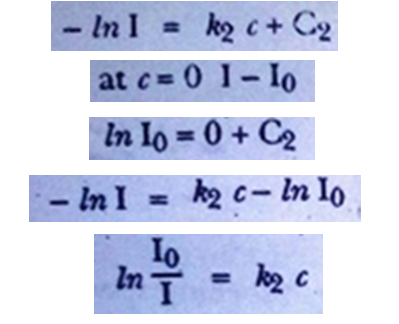 − ln I = k₂ c + C₂
at c = 0 I − I₀
ln I₀ = 0 + C₂
− ln I = k₂ c − ln I₀
ln I₀/I = k₂ c